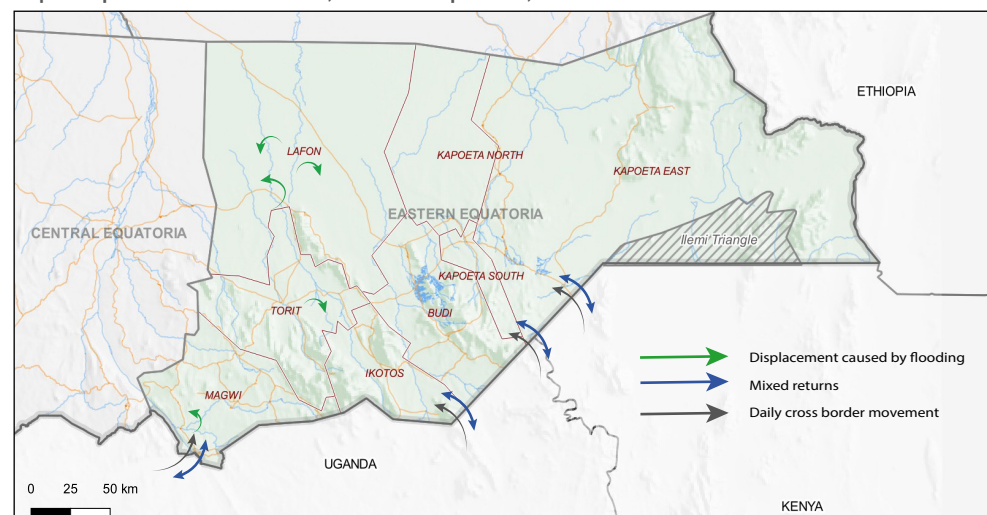 ETHIOPIA
LAFON
KAPOETA NORTH
KAPOETA EAST
EASTERN EQUATORIA
CENTRAL EQUATORIA
Ilemi Triangle
KAPOETA SOUTH
TORIT
BUDI
IKOTOS
MAGWI
Displacement caused by flooding
Mixed returns
Daily cross border movement
UGANDA
KENYA
0 25 50 km